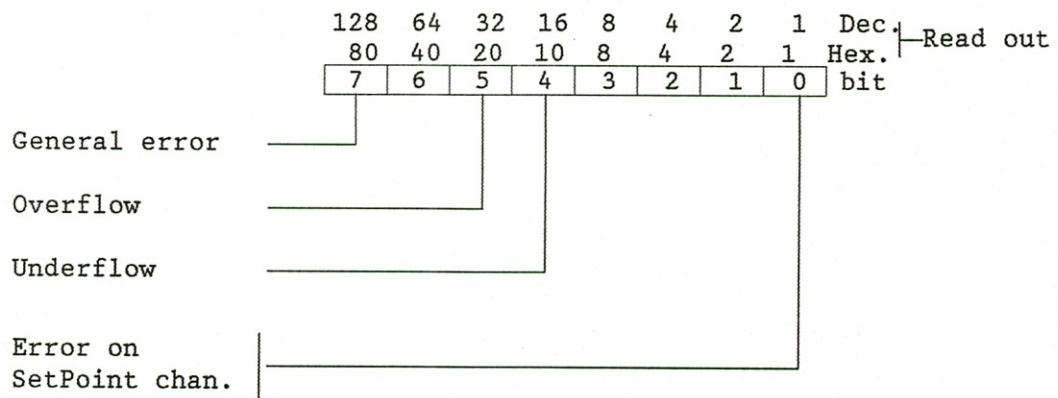 128 64 32 16 8 4 2 1 Dec.
Read out
80 40 20 10 8 4 2 1 Hex.
7 6 5 4 3 2 1 0 bit
General error
Overflow
Underflow
Error on
SetPoint chan.